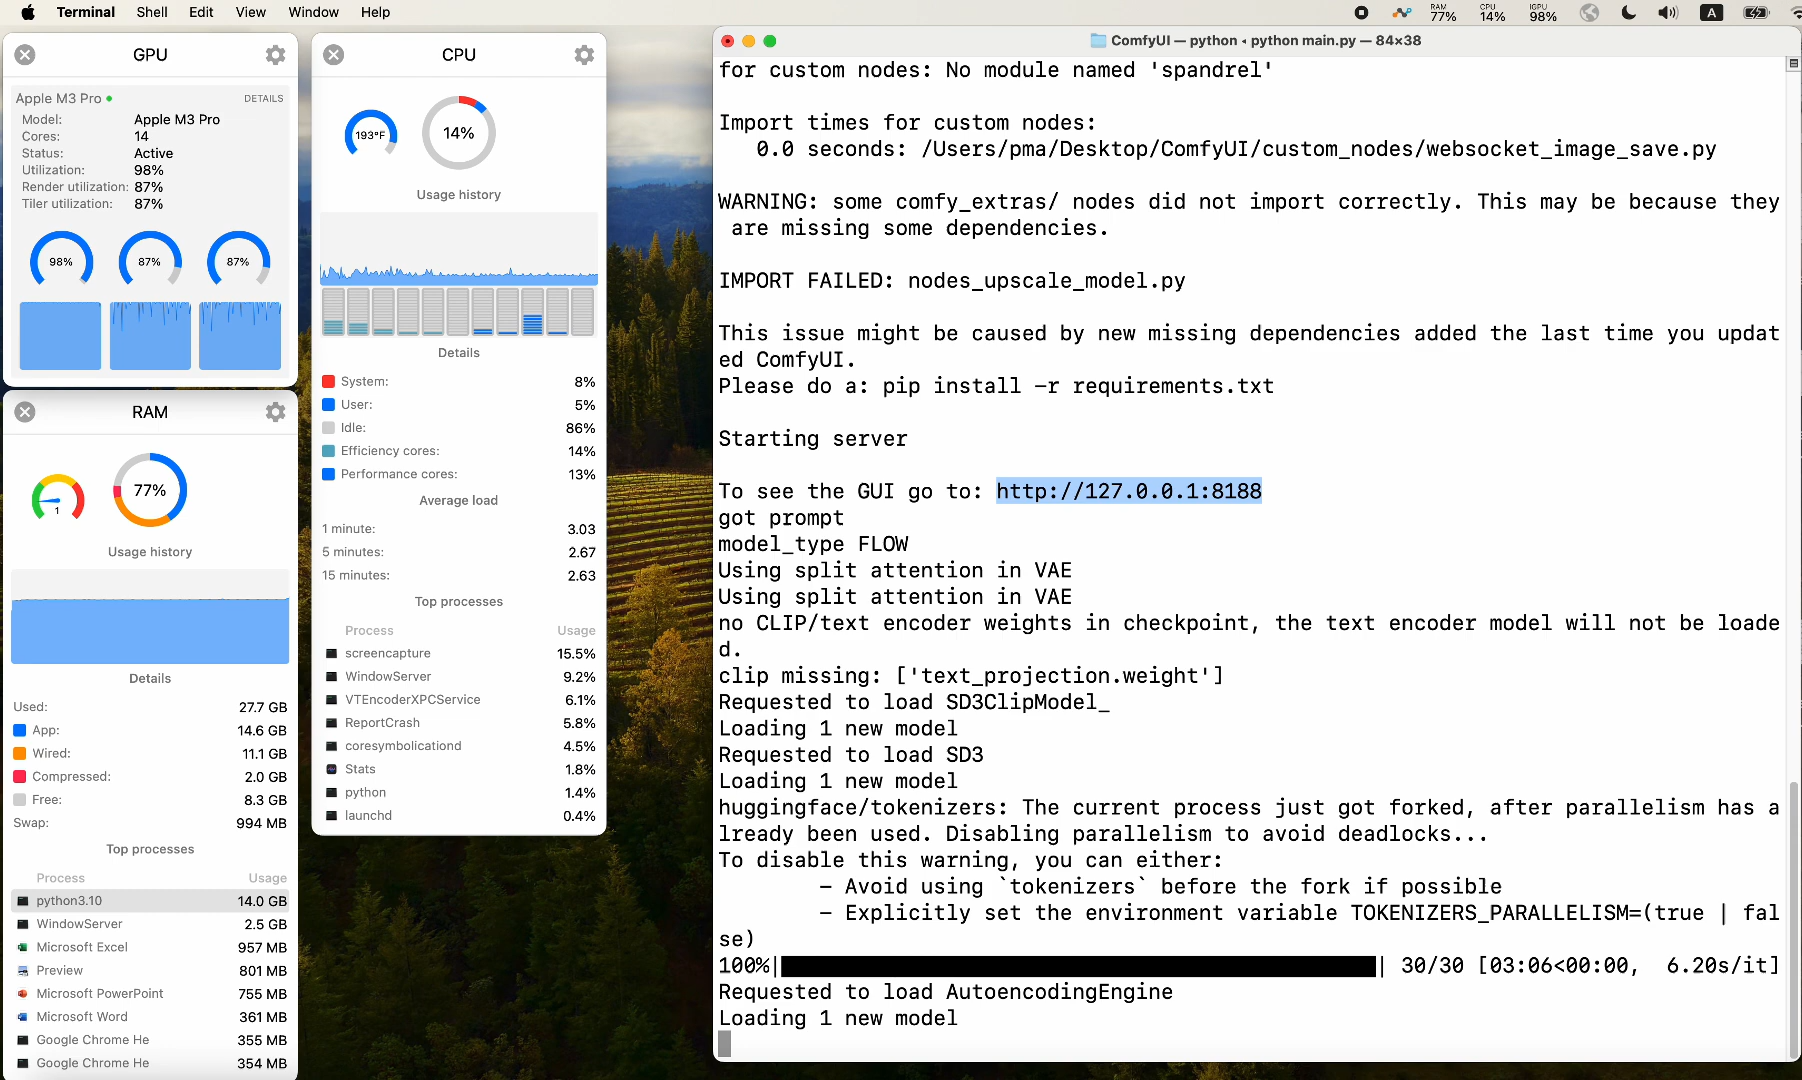 Terminal Shell Edit View Window Help
RAM 77% CPU 14% IGPU 98% A
GPU
Apple M3 Pro DETAILS
Model: Apple M3 Pro
Cores: 14
Status: Active
Utilization: 98%
Render utilization: 87%
Tiler utilization: 87%
98% 87% 87%
RAM
1 77%
Usage history
Details
Used: 27.7 GB
App: 14.6 GB
Wired: 11.1 GB
Compressed: 2.0 GB
Free: 8.3 GB
Swap: 994 MB
Top processes
Process Usage
python3.10 14.0 GB
WindowServer 2.5 GB
Microsoft Excel 957 MB
Preview 801 MB
Microsoft PowerPoint 755 MB
Microsoft Word 361 MB
Google Chrome He 355 MB
Google Chrome He 354 MB
CPU
193°F 14%
Usage history
Details
System: 8%
User: 5%
Idle: 86%
Efficiency cores: 14%
Performance cores: 13%
Average load
1 minute: 3.03
5 minutes: 2.67
15 minutes: 2.63
Top processes
Process Usage
screencapture 15.5%
WindowServer 9.2%
VTEncoderXPCService 6.1%
ReportCrash 5.8%
coresymbolicationd 4.5%
Stats 1.8%
python 1.4%
launchd 0.4%
ComfyUI — python ◂ python main.py — 84×38
for custom nodes: No module named 'spandrel'
Import times for custom nodes:
0.0 seconds: /Users/pma/Desktop/ComfyUI/custom_nodes/websocket_image_save.py
WARNING: some comfy_extras/ nodes did not import correctly. This may be because they
are missing some dependencies.
IMPORT FAILED: nodes_upscale_model.py
This issue might be caused by new missing dependencies added the last time you updat
ed ComfyUI.
Please do a: pip install -r requirements.txt
Starting server
To see the GUI go to: http://127.0.0.1:8188
got prompt
model_type FLOW
Using split attention in VAE
Using split attention in VAE
no CLIP/text encoder weights in checkpoint, the text encoder model will not be loade
d.
clip missing: ['text_projection.weight']
Requested to load SD3ClipModel_
Loading 1 new model
Requested to load SD3
Loading 1 new model
huggingface/tokenizers: The current process just got forked, after parallelism has a
lready been used. Disabling parallelism to avoid deadlocks...
To disable this warning, you can either:
- Avoid using `tokenizers` before the fork if possible
- Explicitly set the environment variable TOKENIZERS_PARALLELISM=(true | fal
se)
100%| | 30/30 [03:06<00:00, 6.20s/it]
Requested to load AutoencodingEngine
Loading 1 new model